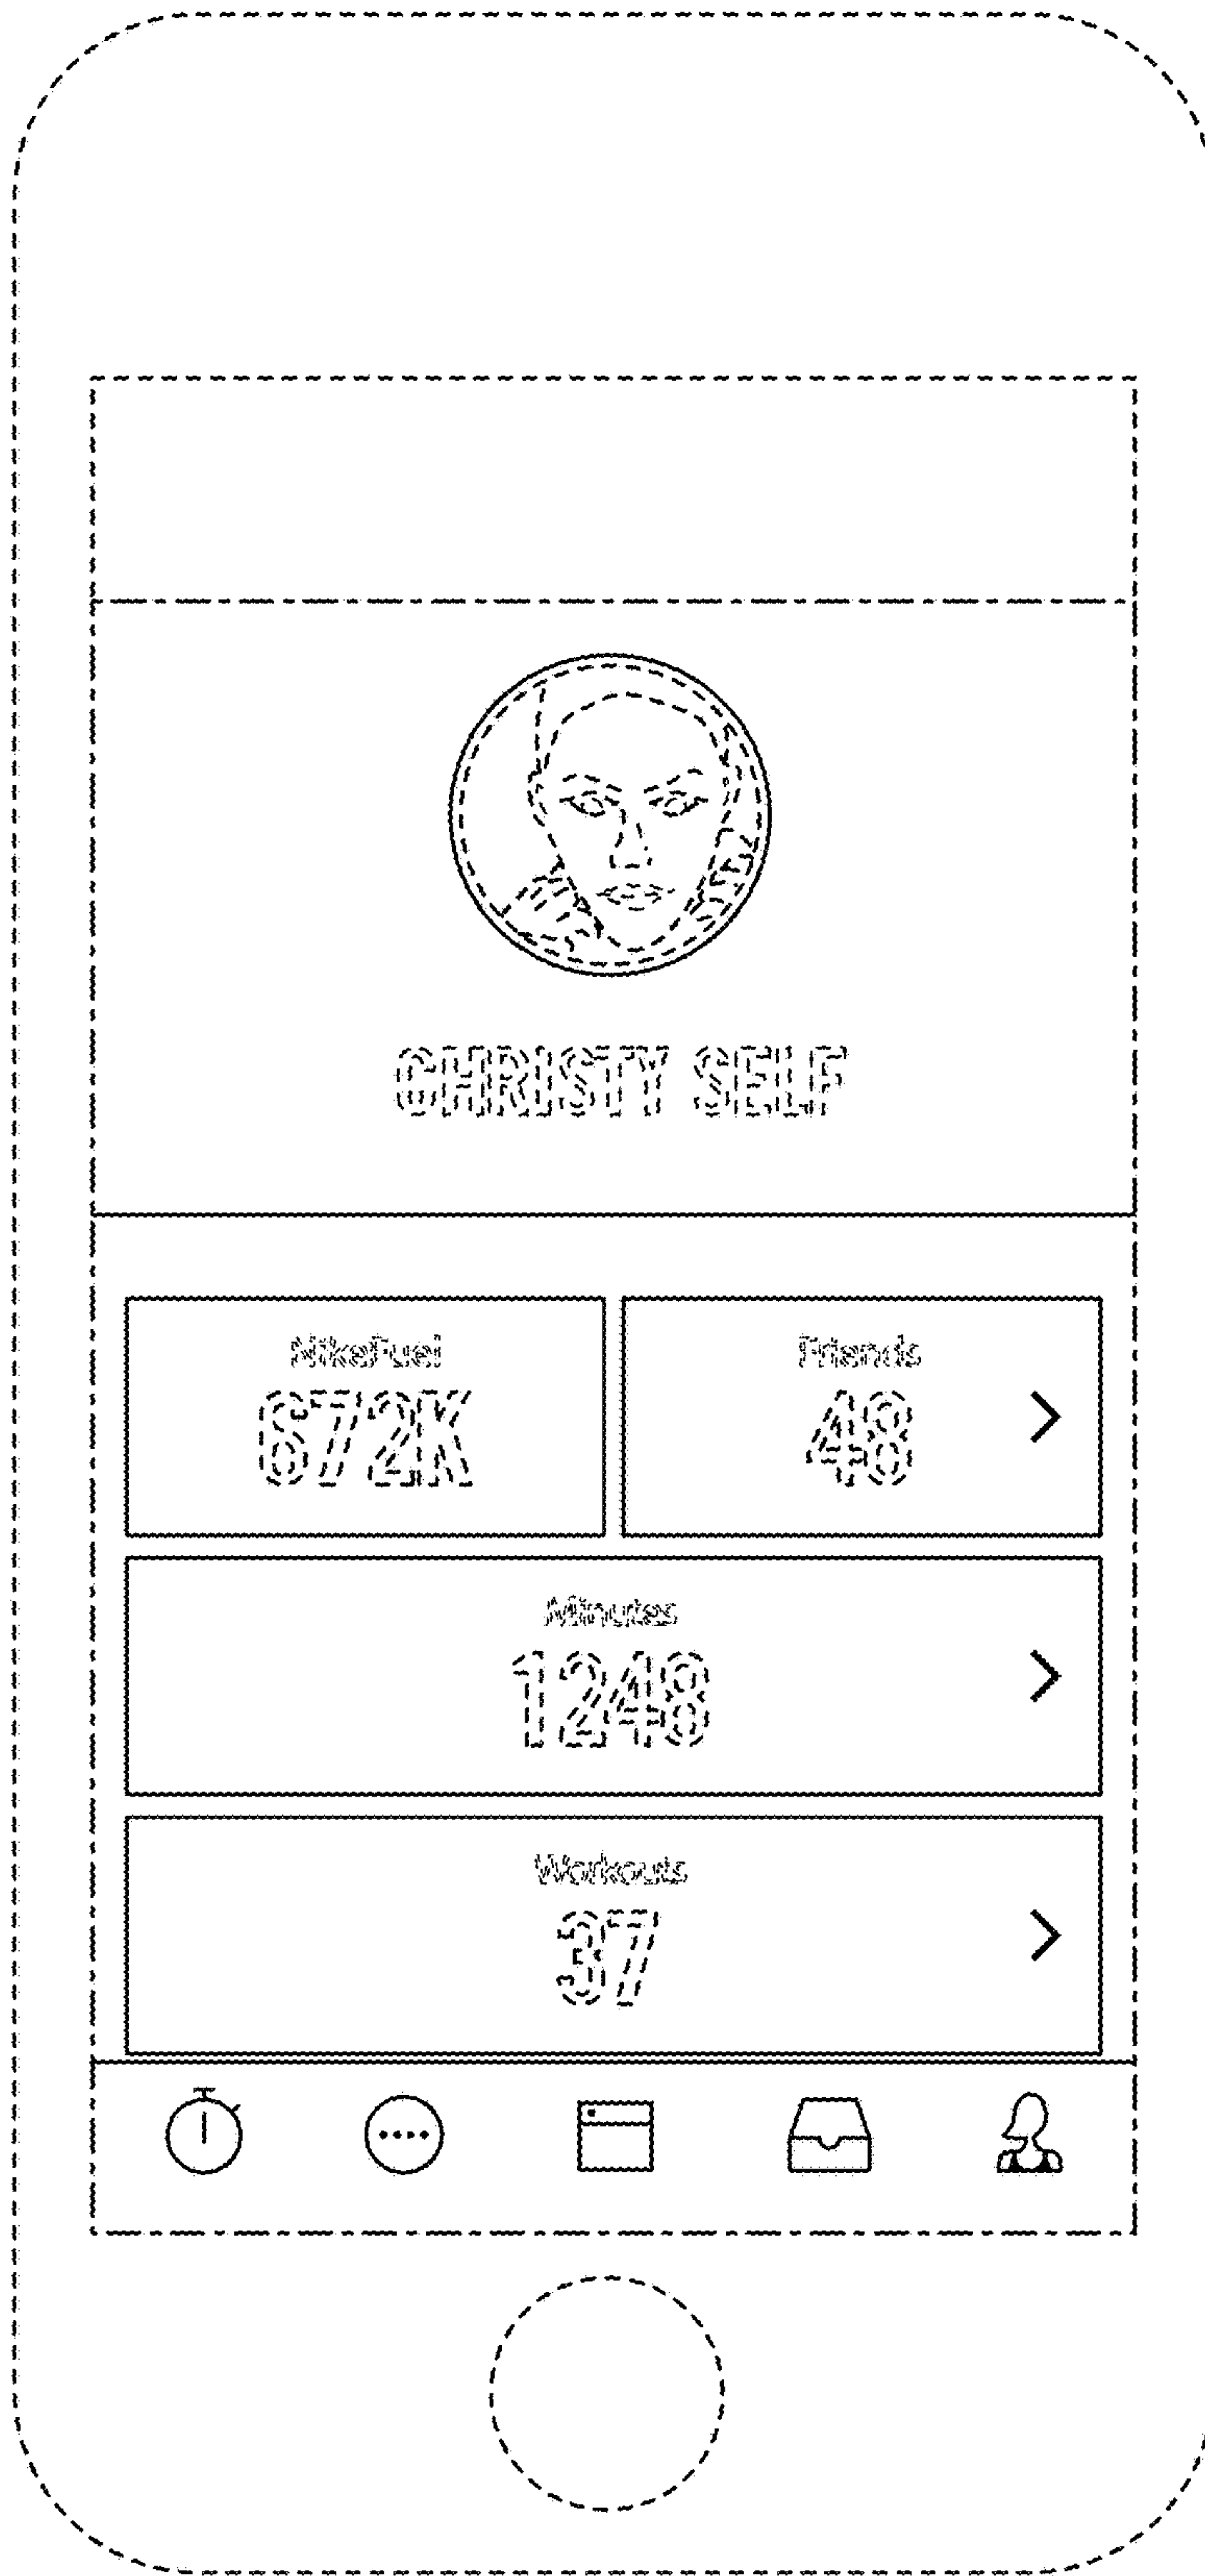 CHRISTY SELF
NikeFuel
672K
Friends
48
Minutes
1248
Workouts
37